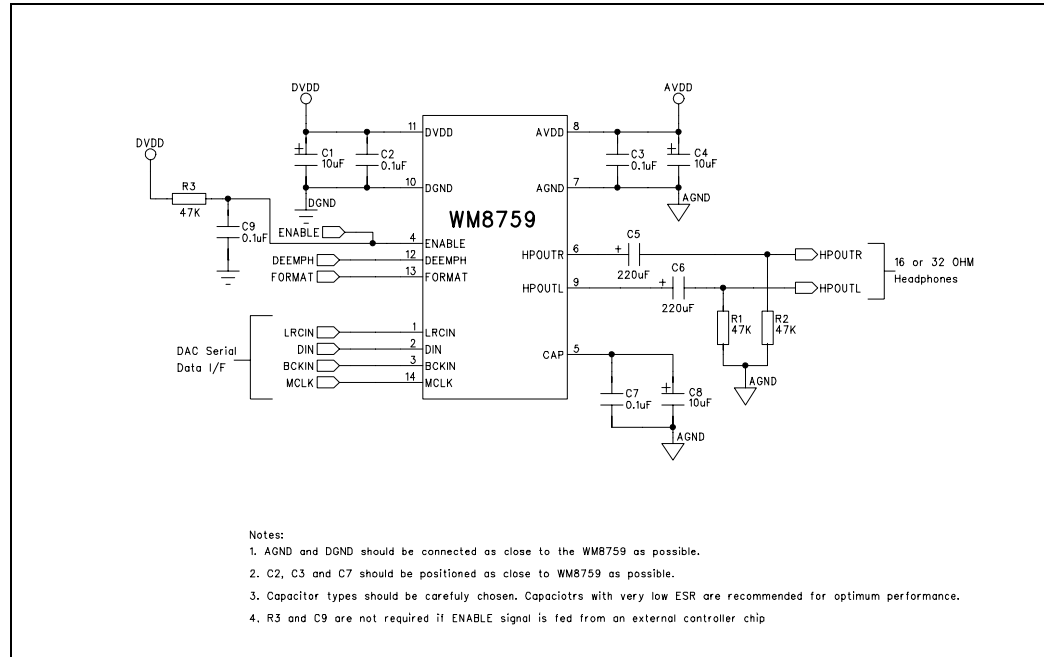 DVDD
AVDD
DVDD
11 DVDD
AVDD 8
C1
10uF
C2
0.1uF
C3
0.1uF
C4
10uF
10 DGND
AGND 7
DGND
AGND
R3
47K
C9
0.1uF
WM8759
ENABLE
4 ENABLE
DEEMPH 12 DEEMPH
FORMAT 13 FORMAT
HPOUTR 6
C5
220uF
HPOUTR
HPOUTL 9
C6
220uF
HPOUTL
16 or 32 OHM
Headphones
R1
47K
R2
47K
AGND
DAC Serial
Data I/F
LRCIN 1 LRCIN
DIN 2 DIN
BCKIN 3 BCKIN
MCLK 14 MCLK
CAP 5
C7
0.1uF
C8
10uF
AGND
Notes:
1. AGND and DGND should be connected as close to the WM8759 as possible.
2. C2, C3 and C7 should be positioned as close to WM8759 as possible.
3. Capacitor types should be carefuly chosen. Capaciotrs with very low ESR are recommended for optimum performance.
4. R3 and C9 are not required if ENABLE signal is fed from an external controller chip